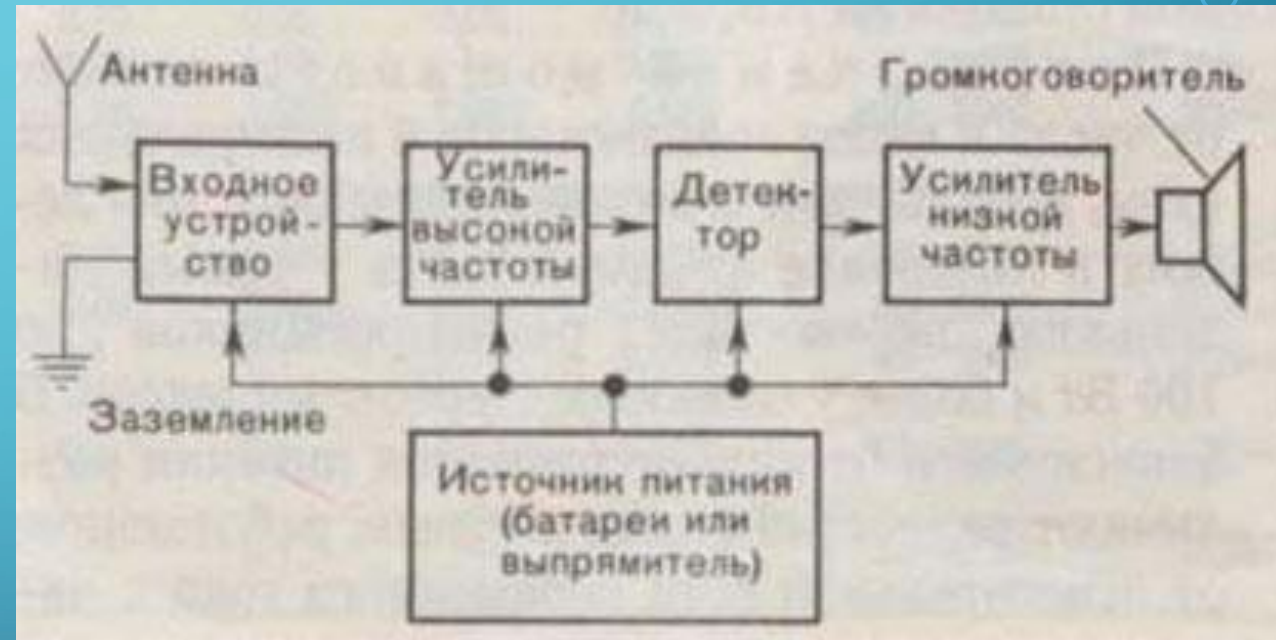 Антенна
Громкоговоритель
Входное
устрой-
ство
Усили-
тель
высокой
частоты
Детек-
тор
Усилитель
низкой
частоты
Заземление
Источник питания
(батареи или
выпрямитель)